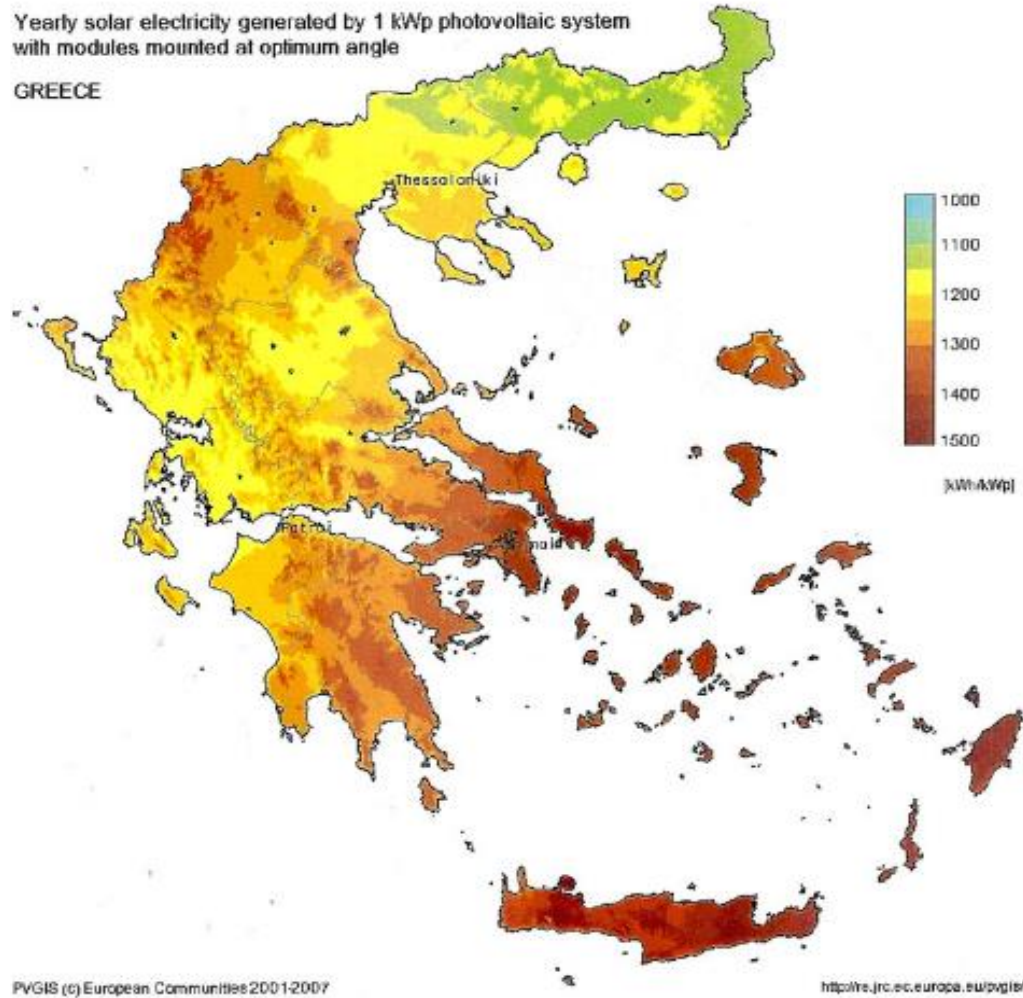 Yearly solar electricity generated by 1 kWp photovoltaic system
with modules mounted at optimum angle
GREECE
Thessaloniki
1000
1100
1200
1300
1400
1500
[kWh/kWp]
PVGIS (c) European Communities 2001-2007
http://re.jrc.ec.europa.eu/pvgis/